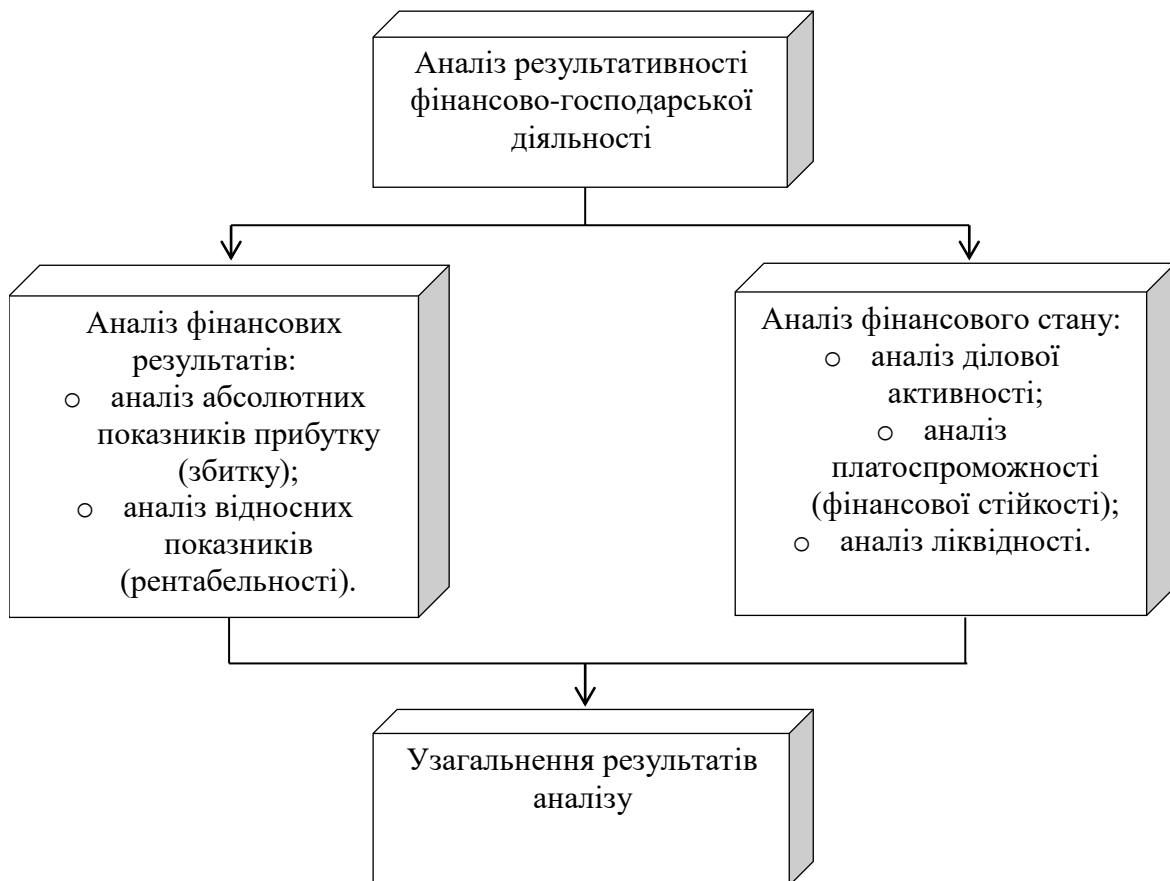 Аналіз результативності
фінансово-господарської
діяльності
Аналіз фінансових
результатів:
o аналіз абсолютних
показників прибутку
(збитку);
o аналіз відносних
показників
(рентабельності).
Аналіз фінансового стану:
o аналіз ділової
активності;
o аналіз
платоспроможності
(фінансової стійкості);
o аналіз ліквідності.
Узагальнення результатів
аналізу